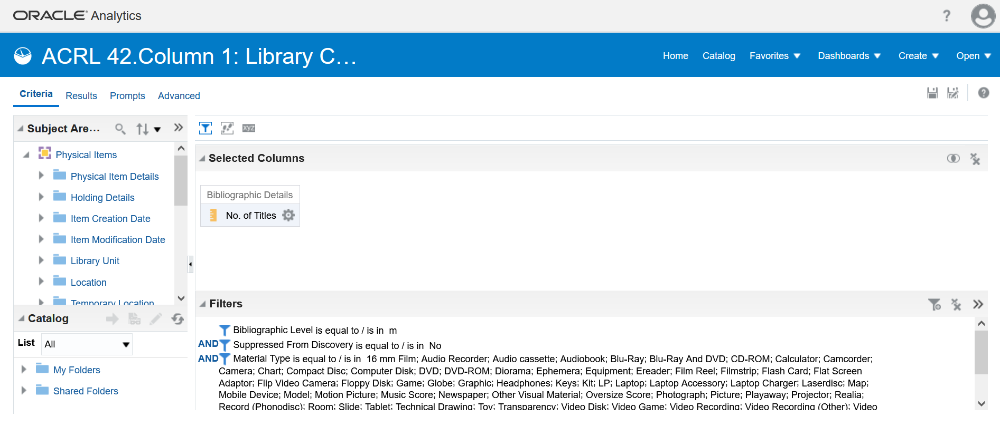 ORACLE Analytics
?
ACRL 42.Column 1: Library C...
Home Catalog Favorites Dashboards Create Open
Criteria Results Prompts Advanced
?
Subject Are...
Physical Items
Physical Item Details
Holding Details
Item Creation Date
Item Modification Date
Library Unit
Location
Temporary Location
Catalog
List All
My Folders
Shared Folders
xyz
Selected Columns
Bibliographic Details
No. of Titles
Filters
Bibliographic Level is equal to / is in m
AND Suppressed From Discovery is equal to / is in No
AND Material Type is equal to / is in 16 mm Film; Audio Recorder; Audio cassette; Audiobook; Blu-Ray; Blu-Ray And DVD; CD-ROM; Calculator; Camcorder;
Camera; Chart; Compact Disc; Computer Disk; DVD; DVD-ROM; Diorama; Ephemera; Equipment; Ereader; Film Reel; Filmstrip; Flash Card; Flat Screen
Adaptor; Flip Video Camera; Floppy Disk; Game; Globe; Graphic; Headphones; Keys; Kit; LP; Laptop; Laptop Accessory; Laptop Charger; Laserdisc; Map;
Mobile Device; Model; Motion Picture; Music Score; Newspaper; Other Visual Material; Oversize Score; Photograph; Picture; Playaway; Projector; Realia;
Record (Phonodisc); Room; Slide; Tablet; Technical Drawing; Toy; Transparency; Video Disk; Video Game; Video Recording; Video Recording (Other); Video